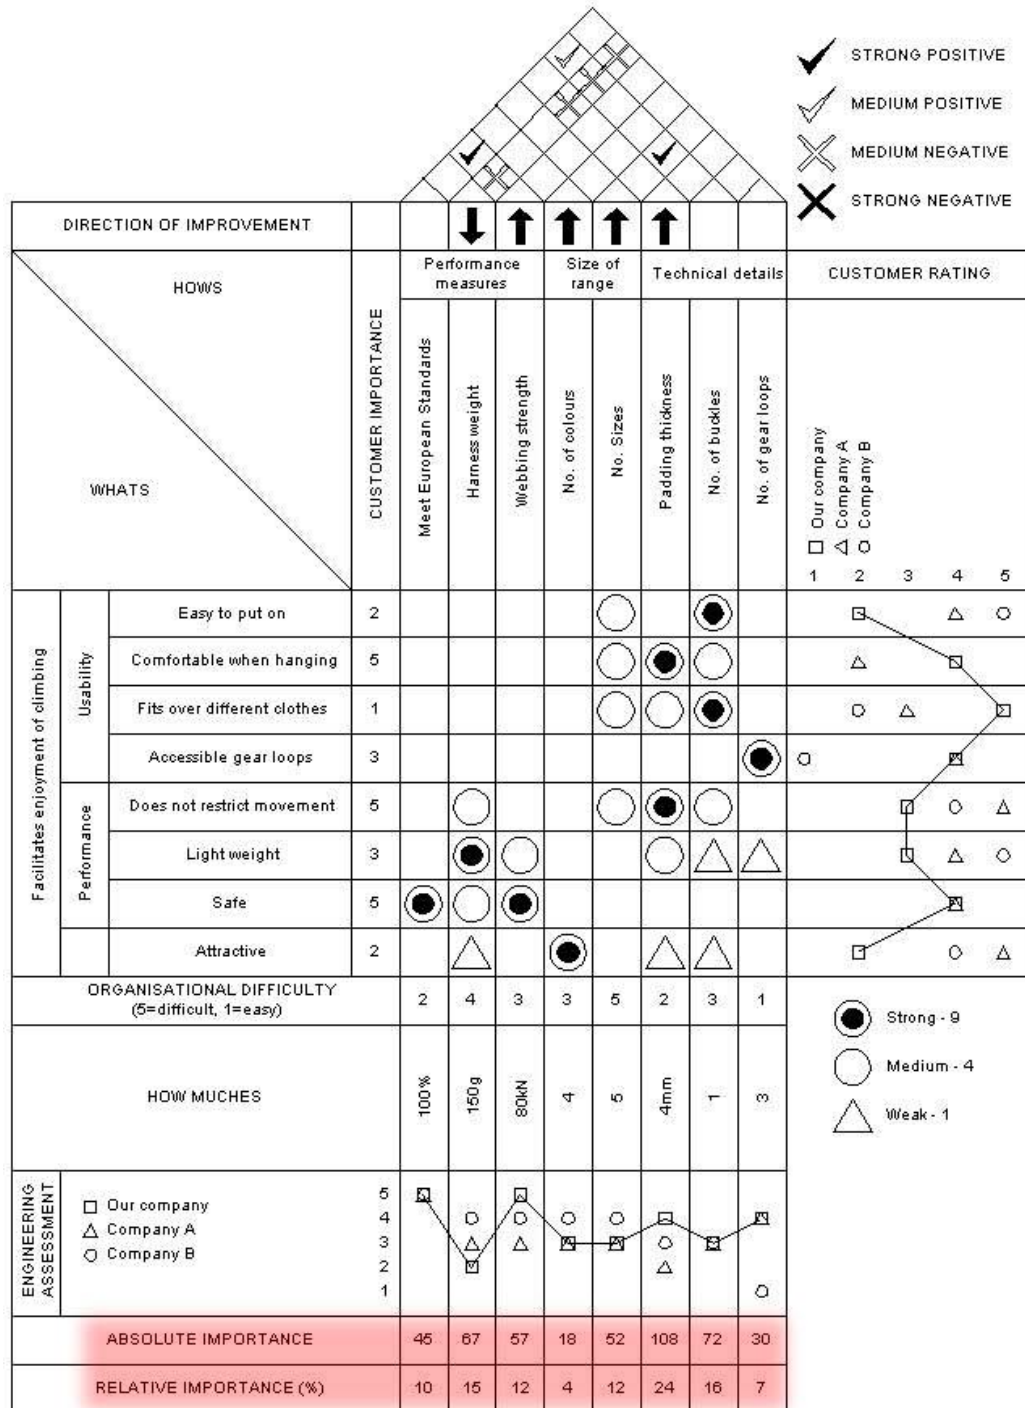 STRONG POSITIVE
MEDIUM POSITIVE
MEDIUM NEGATIVE
STRONG NEGATIVE
DIRECTION OF IMPROVEMENT
HOWS
WHATS
CUSTOMER IMPORTANCE
Performance measures
Size of range
Technical details
CUSTOMER RATING
Meet European Standards
Harness weight
Webbing strength
No. of colours
No. Sizes
Padding thickness
No. of buckles
No. of gear loops
Our company
Company A
Company B
1 2 3 4 5
Facilitates enjoyment of climbing
Usability
Easy to put on 2
Comfortable when hanging 5
Fits over different clothes 1
Accessible gear loops 3
Performance
Does not restrict movement 5
Light weight 3
Safe 5
Attractive 2
ORGANISATIONAL DIFFICULTY
(5=difficult, 1=easy)
2 4 3 3 5 2 3 1
Strong - 9
Medium - 4
Weak - 1
HOW MUCHES
100% 150g 80kN 4 5 4mm 1 3
ENGINEERING ASSESSMENT
Our company
Company A
Company B
5
4
3
2
1
ABSOLUTE IMPORTANCE 45 67 57 18 52 108 72 30
RELATIVE IMPORTANCE (%) 10 15 12 4 12 24 16 7